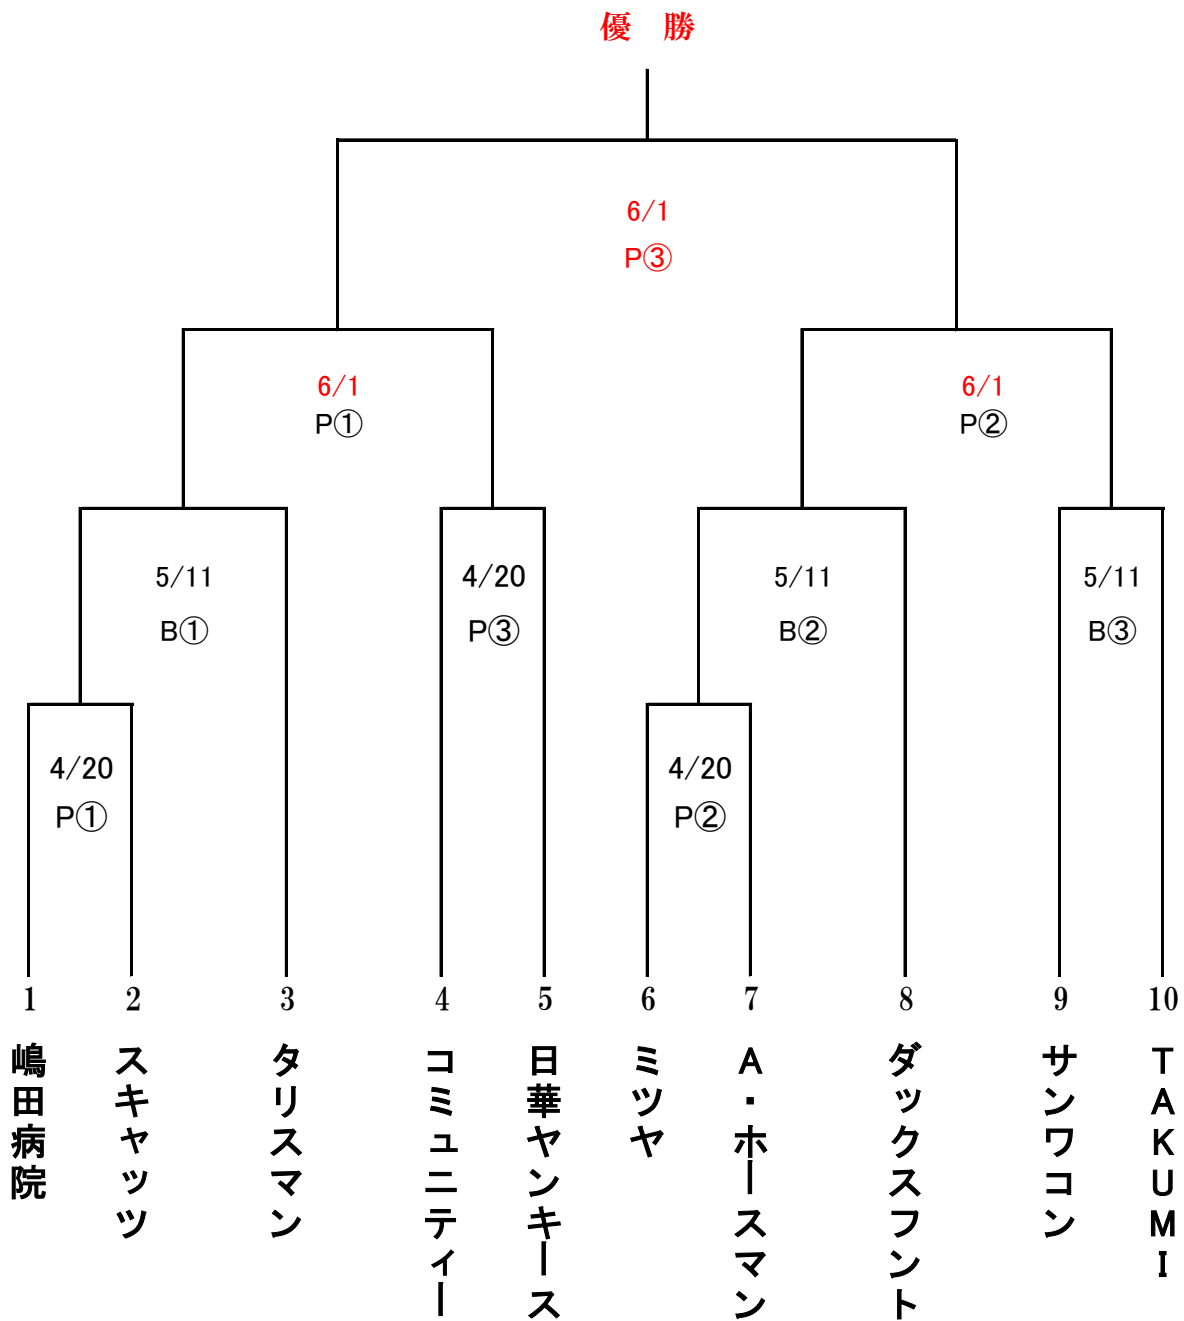 優　勝
6/1
P③
6/1
P①
6/1
P②
5/11
B①
4/20
P③
5/11
B②
5/11
B③
4/20
P①
4/20
P②
1
嶋田病院
2
スキャッツ
3
タリスマン
4
コミュニティー
5
日華ヤンキース
6
ミツヤ
7
A・ホースマン
8
ダックスフント
9
サンワコン
10
TAKUMI